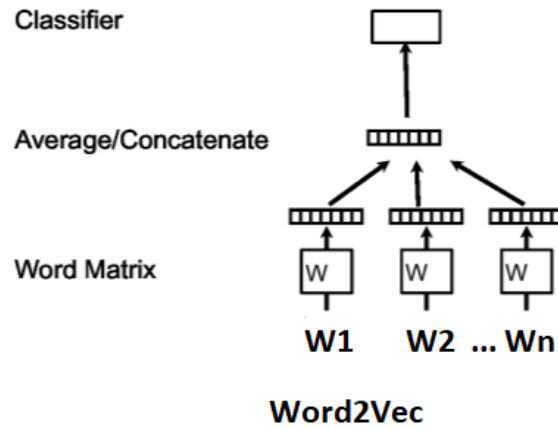 Classifier
Average/Concatenate
Word Matrix
W W W
W1 W2 ... Wn
Word2Vec